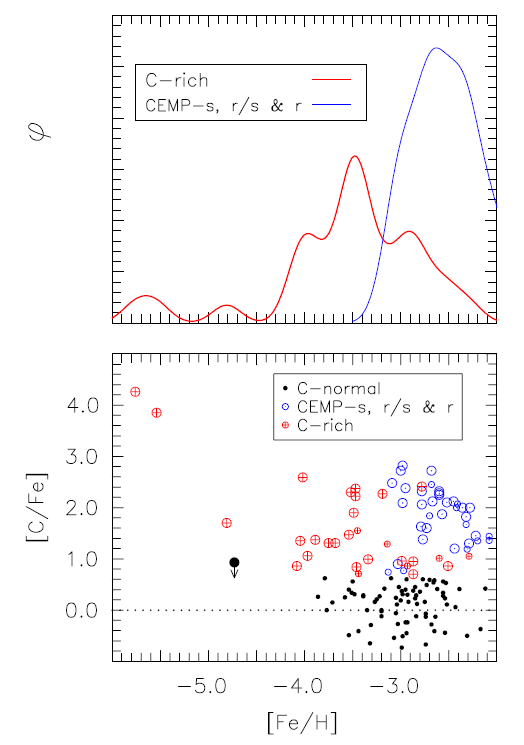 φ
C-rich
CEMP-s, r/s & r
[C/Fe]
4.0
3.0
2.0
1.0
0.0
C-normal
CEMP-s, r/s & r
C-rich
-5.0 -4.0 -3.0
[Fe/H]